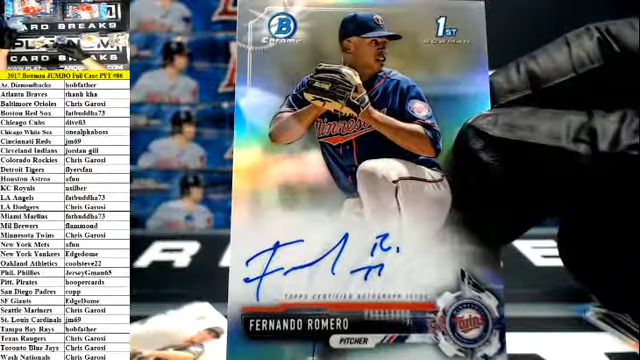 CARD BREAKS
CARD BREAKS
2017 Bowman JUMBO Full Case PYT #86
Az. Diamondbacks bobfather
Atlanta Braves thank kha
Baltimore Orioles Chris Garosi
Boston Red Sox fatbuddha73
Chicago Cubs dive03
Chicago White Sox onealphaboys
Cincinnati Reds jm69
Cleveland Indians jordan gill
Colorado Rockies Chris Garosi
Detroit Tigers flyersfan
Houston Astros afnu
KC Royals nsilber
LA Angels fatbuddha73
LA Dodgers Chris Garosi
Miami Marlins fatbuddha73
Mil Brewers flammond
Minnesota Twins Chris Garosi
New York Mets afnu
New York Yankees Edgedome
Oakland Athletics coolsteve22
Phil. Phillies JerseyGman65
Pitt. Pirates hoopercards
San Diego Padres copp
SF Giants EdgeDome
Seattle Mariners Chris Garosi
St. Louis Cardinals jm69
Tampa Bay Rays bobfather
Texas Rangers Chris Garosi
Toronto Blue Jays Chris Garosi
Wash Nationals Chris Garosi
B
Chrome
1ST
BOWMAN
Minnesota
TOPPS CERTIFIED AUTOGRAPH ISSUE
FERNANDO ROMERO
PITCHER
Twins